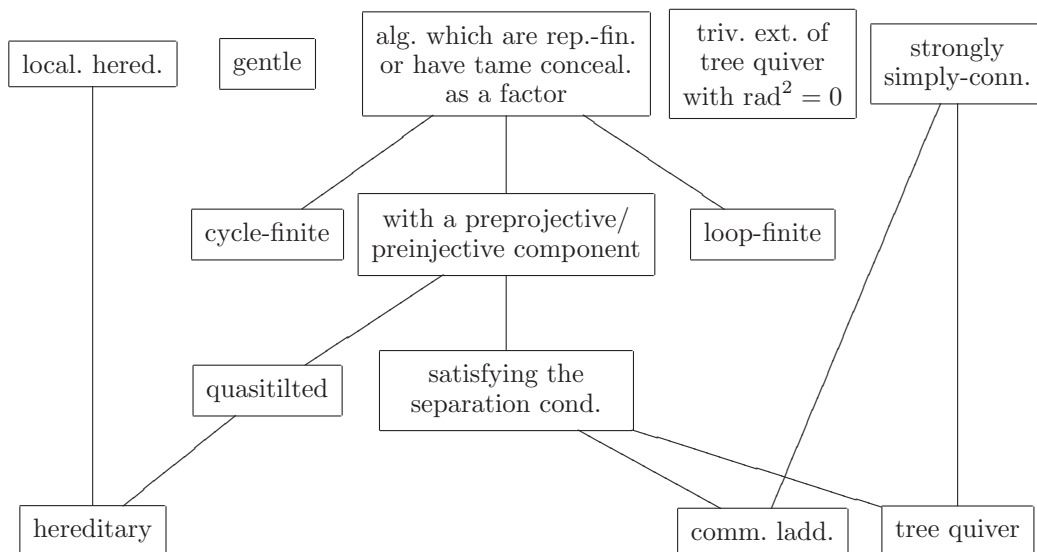 local. hered.
gentle
alg. which are rep.-fin.
or have tame conceal.
as a factor
triv. ext. of
tree quiver
with rad² = 0
strongly
simply-conn.
cycle-finite
with a preprojective/
preinjective component
loop-finite
quasitilted
satisfying the
separation cond.
hereditary
comm. ladd.
tree quiver